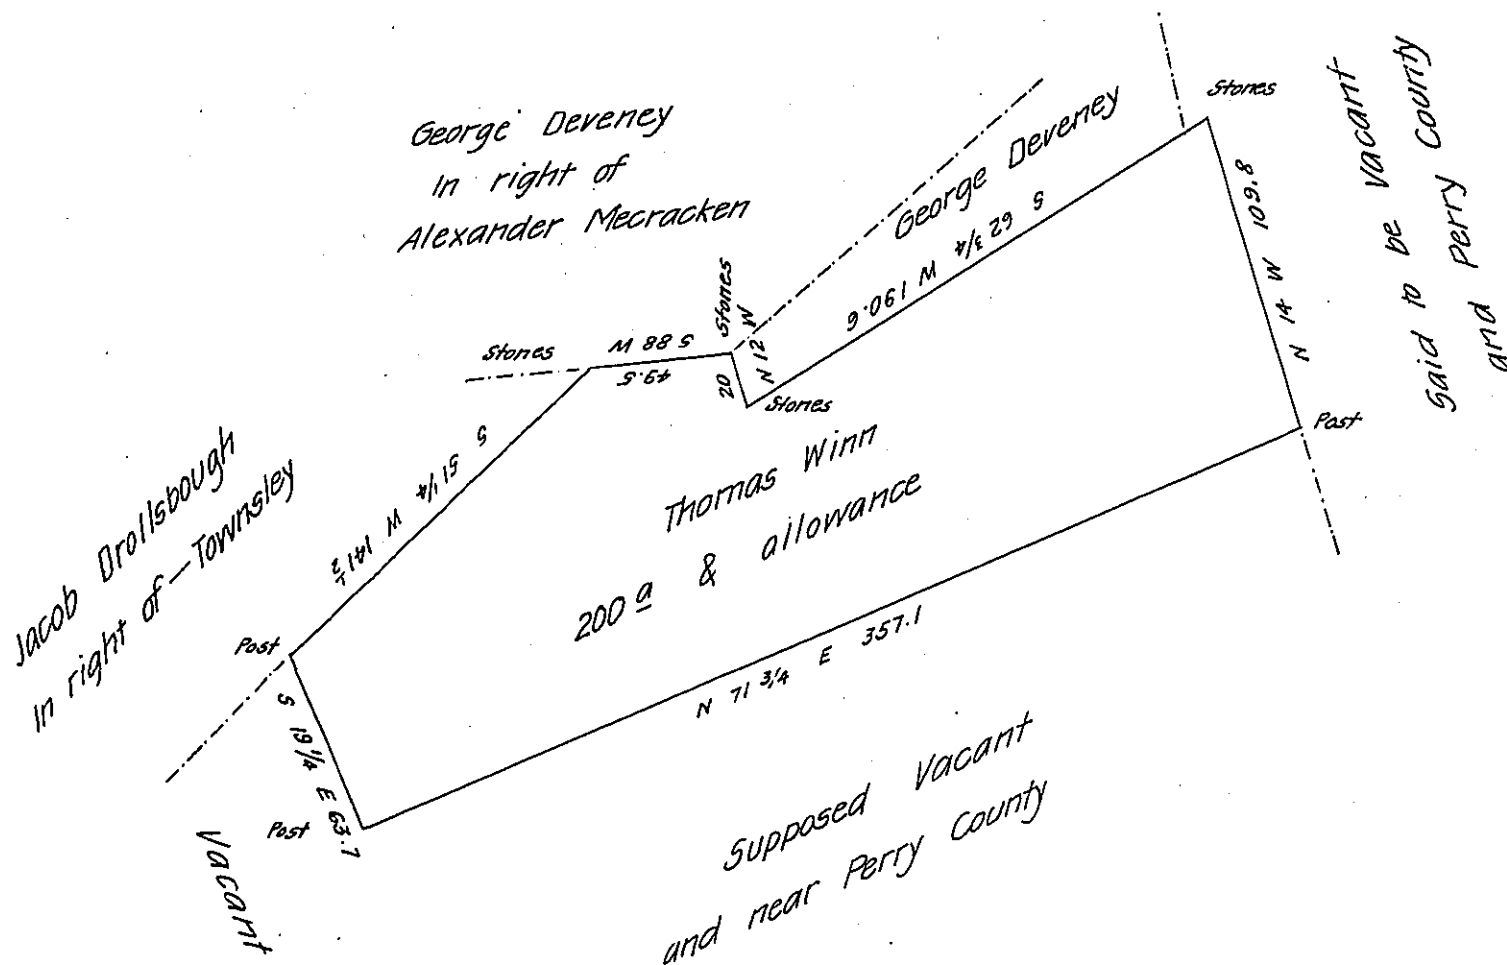 George Deveney
In right of
Alexander Mecracken
George Deveney
Stones
Said to be vacant
and Perry County
S 62 3/4 W 190.6
N 14 W 109.8
Stones
N 12 W
20
Stones
S 88 W
49.5
Stones
Post
S 51 1/4 W 141 1/2
Jacob Drollsbough
In right of - Townsley
Thomas Winn
200 a & allowance
Post
S 19 1/4 E 63.7
N 71 3/4 E 357.1
Post
Vacant
Supposed Vacant
and near Perry County